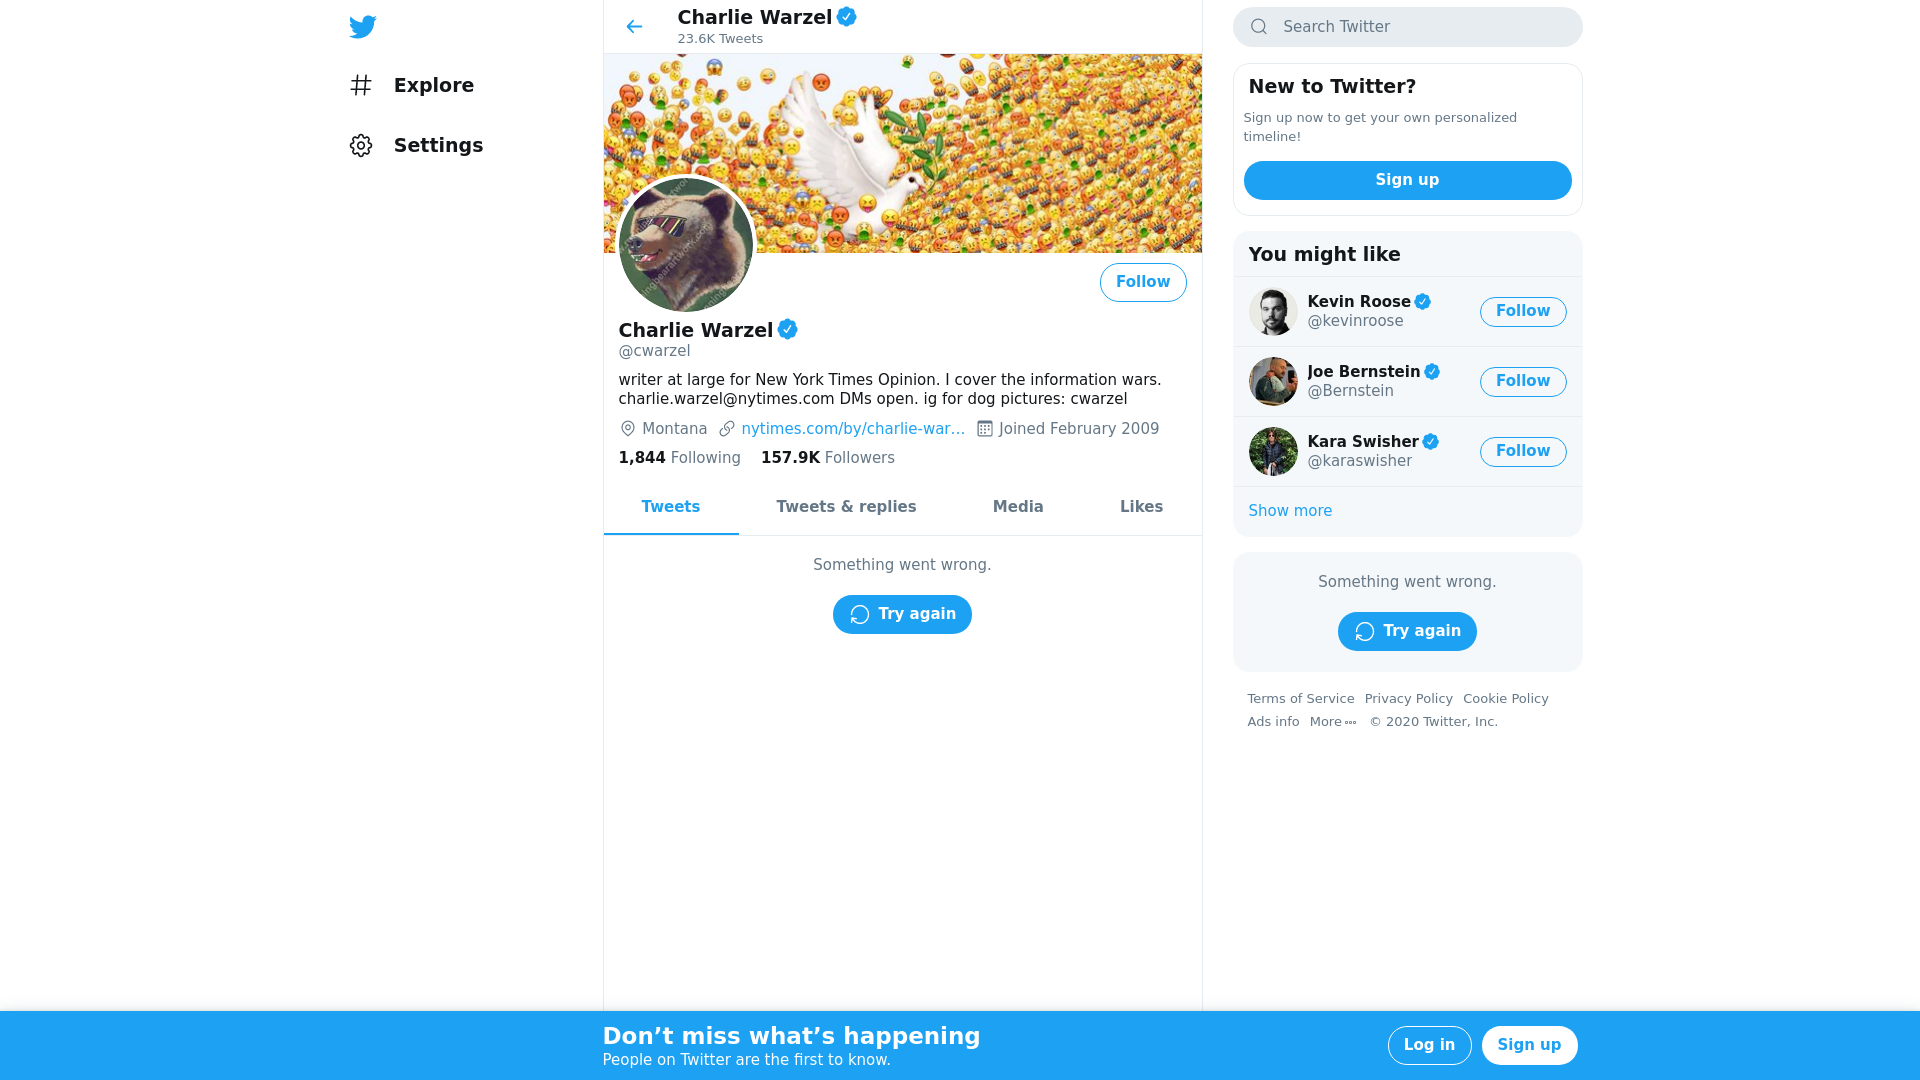 Explore
Settings
Charlie Warzel
23.6K Tweets
Follow
Charlie Warzel
@cwarzel
writer at large for New York Times Opinion. I cover the information wars.
charlie.warzel@nytimes.com DMs open. ig for dog pictures: cwarzel
Montana nytimes.com/by/charlie-war… Joined February 2009
1,844 Following 157.9K Followers
Tweets Tweets & replies Media Likes
Something went wrong.
Try again
Search Twitter
New to Twitter?
Sign up now to get your own personalized
timeline!
Sign up
You might like
Kevin Roose
@kevinroose
Follow
Joe Bernstein
@Bernstein
Follow
Kara Swisher
@karaswisher
Follow
Show more
Something went wrong.
Try again
Terms of Service Privacy Policy Cookie Policy
Ads info More © 2020 Twitter, Inc.
Don’t miss what’s happening
People on Twitter are the first to know.
Log in
Sign up